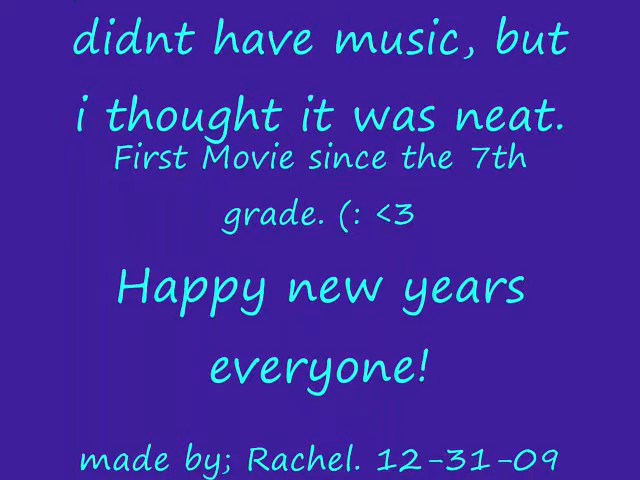 didnt have music, but
i thought it was neat.
First Movie since the 7th
grade. (: <3
Happy new years
everyone!
made by; Rachel. 12-31-09